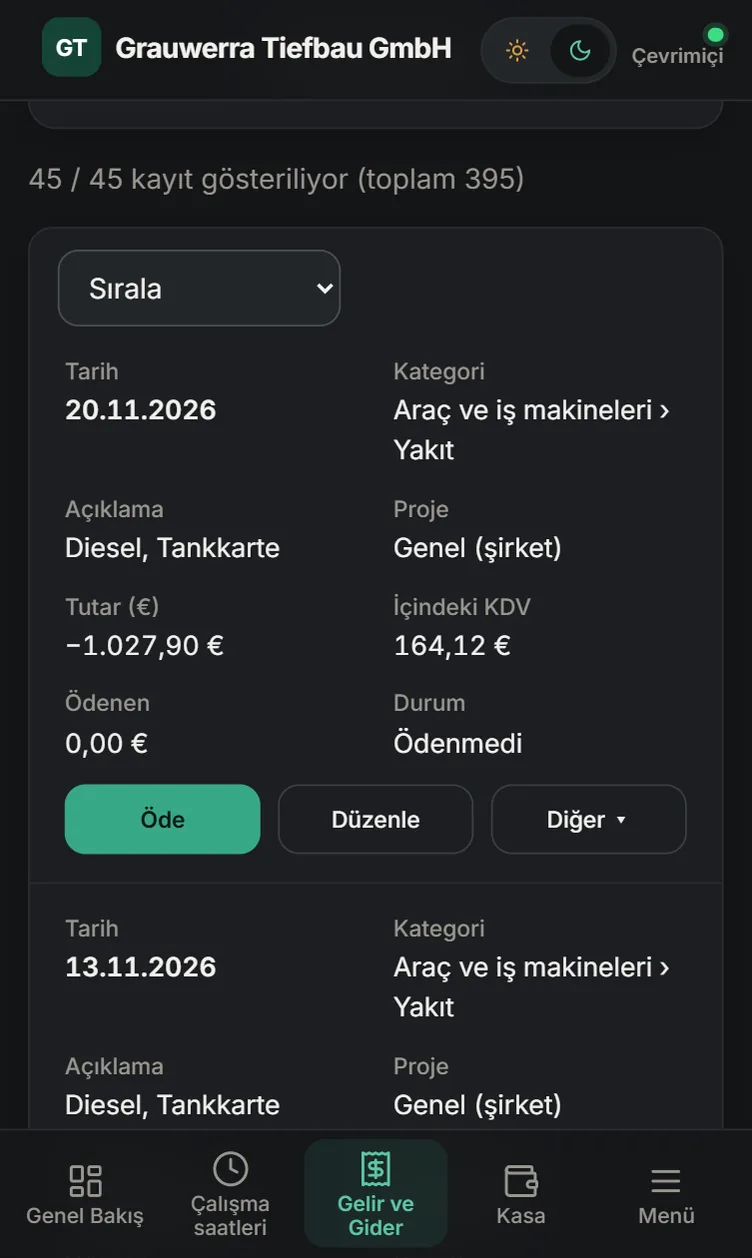 GT
Grauwerra Tiefbau GmbH
Çevrimiçi
45 / 45 kayıt gösteriliyor (toplam 395)
Sırala
Tarih
20.11.2026
Kategori
Araç ve iş makineleri ›
Yakıt
Açıklama
Diesel, Tankkarte
Proje
Genel (şirket)
Tutar (€)
−1.027,90 €
İçindeki KDV
164,12 €
Ödenen
0,00 €
Durum
Ödenmedi
Öde
Düzenle
Diğer ▾
Tarih
13.11.2026
Kategori
Araç ve iş makineleri ›
Yakıt
Açıklama
Diesel, Tankkarte
Proje
Genel (şirket)
Genel Bakış
Çalışma
saatleri
Gelir ve
Gider
Kasa
Menü